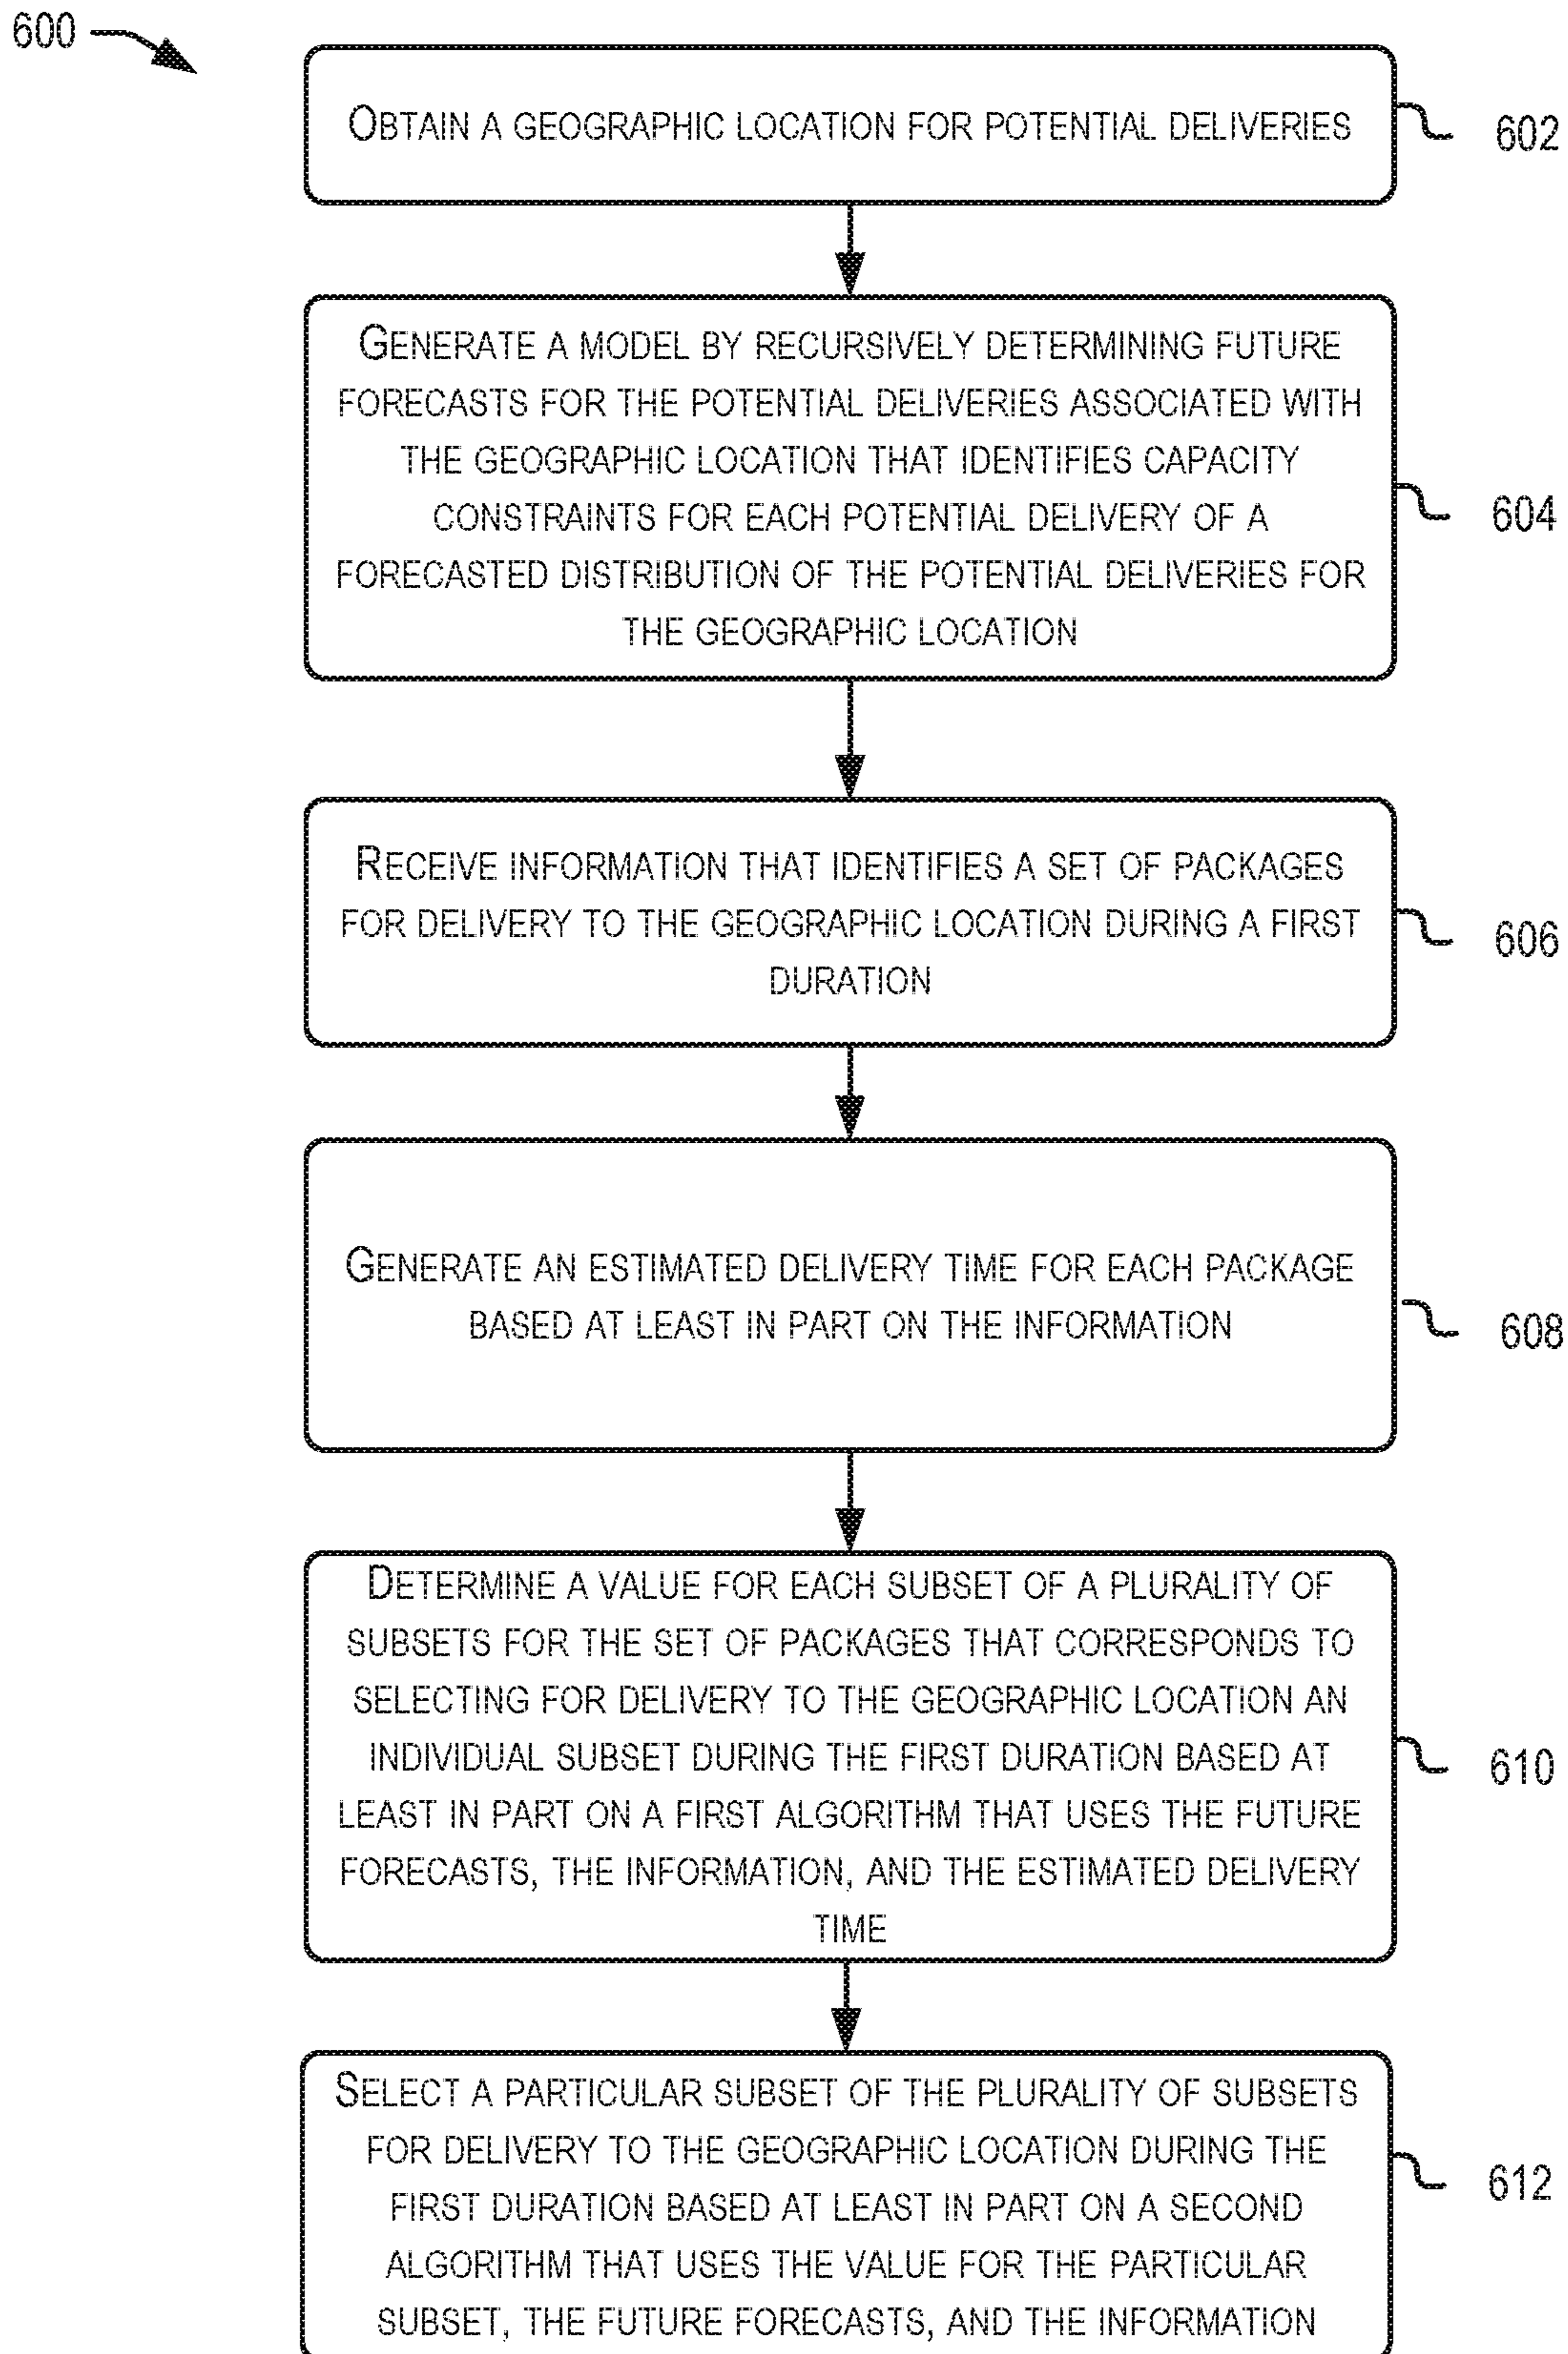 600
OBTAIN A GEOGRAPHIC LOCATION FOR POTENTIAL DELIVERIES
602
GENERATE A MODEL BY RECURSIVELY DETERMINING FUTURE
FORECASTS FOR THE POTENTIAL DELIVERIES ASSOCIATED WITH
THE GEOGRAPHIC LOCATION THAT IDENTIFIES CAPACITY
CONSTRAINTS FOR EACH POTENTIAL DELIVERY OF A
FORECASTED DISTRIBUTION OF THE POTENTIAL DELIVERIES FOR
THE GEOGRAPHIC LOCATION
604
RECEIVE INFORMATION THAT IDENTIFIES A SET OF PACKAGES
FOR DELIVERY TO THE GEOGRAPHIC LOCATION DURING A FIRST
DURATION
606
GENERATE AN ESTIMATED DELIVERY TIME FOR EACH PACKAGE
BASED AT LEAST IN PART ON THE INFORMATION
608
DETERMINE A VALUE FOR EACH SUBSET OF A PLURALITY OF
SUBSETS FOR THE SET OF PACKAGES THAT CORRESPONDS TO
SELECTING FOR DELIVERY TO THE GEOGRAPHIC LOCATION AN
INDIVIDUAL SUBSET DURING THE FIRST DURATION BASED AT
LEAST IN PART ON A FIRST ALGORITHM THAT USES THE FUTURE
FORECASTS, THE INFORMATION, AND THE ESTIMATED DELIVERY
TIME
610
SELECT A PARTICULAR SUBSET OF THE PLURALITY OF SUBSETS
FOR DELIVERY TO THE GEOGRAPHIC LOCATION DURING THE
FIRST DURATION BASED AT LEAST IN PART ON A SECOND
ALGORITHM THAT USES THE VALUE FOR THE PARTICULAR
SUBSET, THE FUTURE FORECASTS, AND THE INFORMATION
612